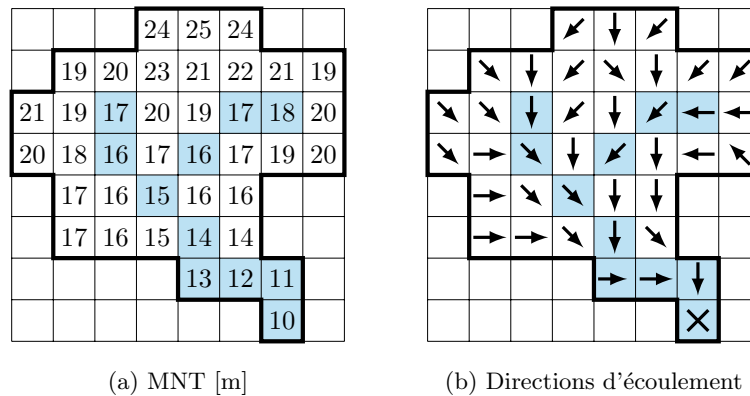 24 25 24
19 20 23 21 22 21 19
21 19 17 20 19 17 18 20
20 18 16 17 16 17 19 20
17 16 15 16 16
17 16 15 14 14
13 12 11
10
(a) MNT [m]
(b) Directions d'écoulement